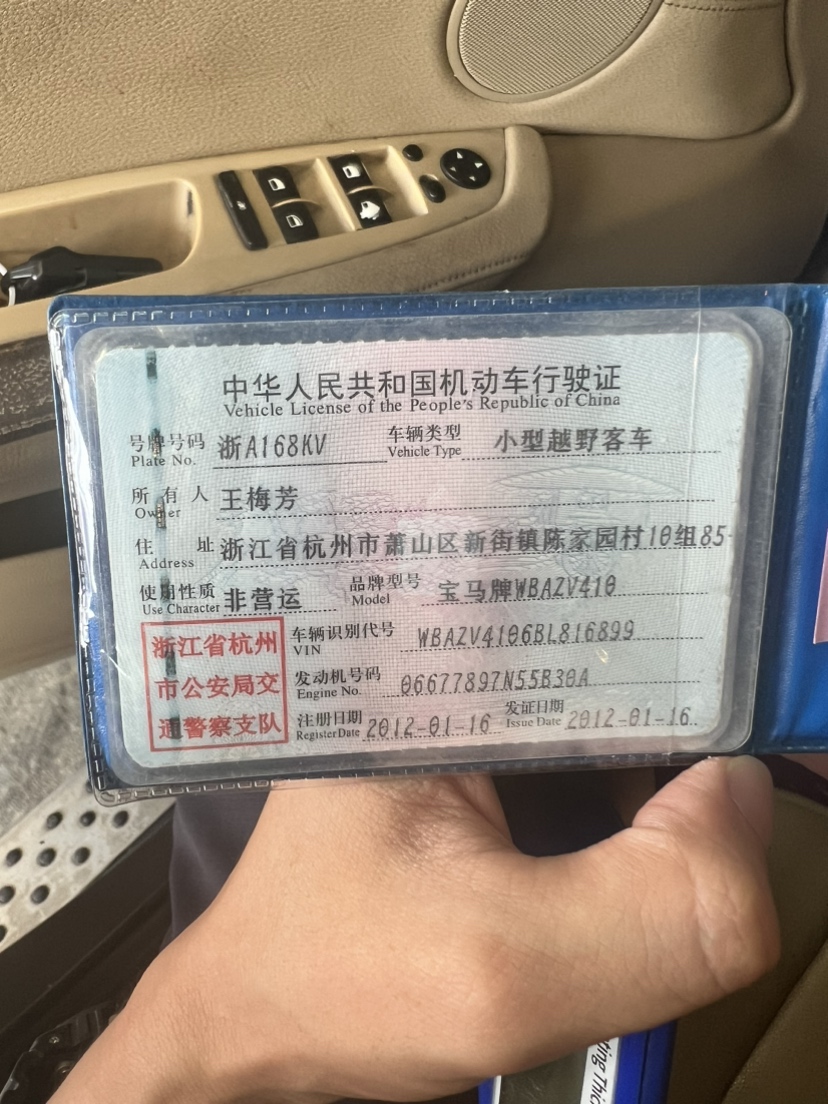 中华人民共和国机动车行驶证
Vehicle License of the People's Republic of China
号牌号码 浙A168KV 车辆类型 小型越野客车
Plate No. Vehicle Type
所有人 王梅芳
Owner
住址 浙江省杭州市萧山区新街镇陈家园村10组85
Address
使用性质 非营运 品牌型号 宝马牌WBAZV410
Use Character Model
浙江省杭州
市公安局交
通警察支队
车辆识别代号 WBAZV4106BL816899
VIN
发动机号码 06677897N55B30A
Engine No.
注册日期 2012-01-16 发证日期 2012-01-16
Register Date Issue Date